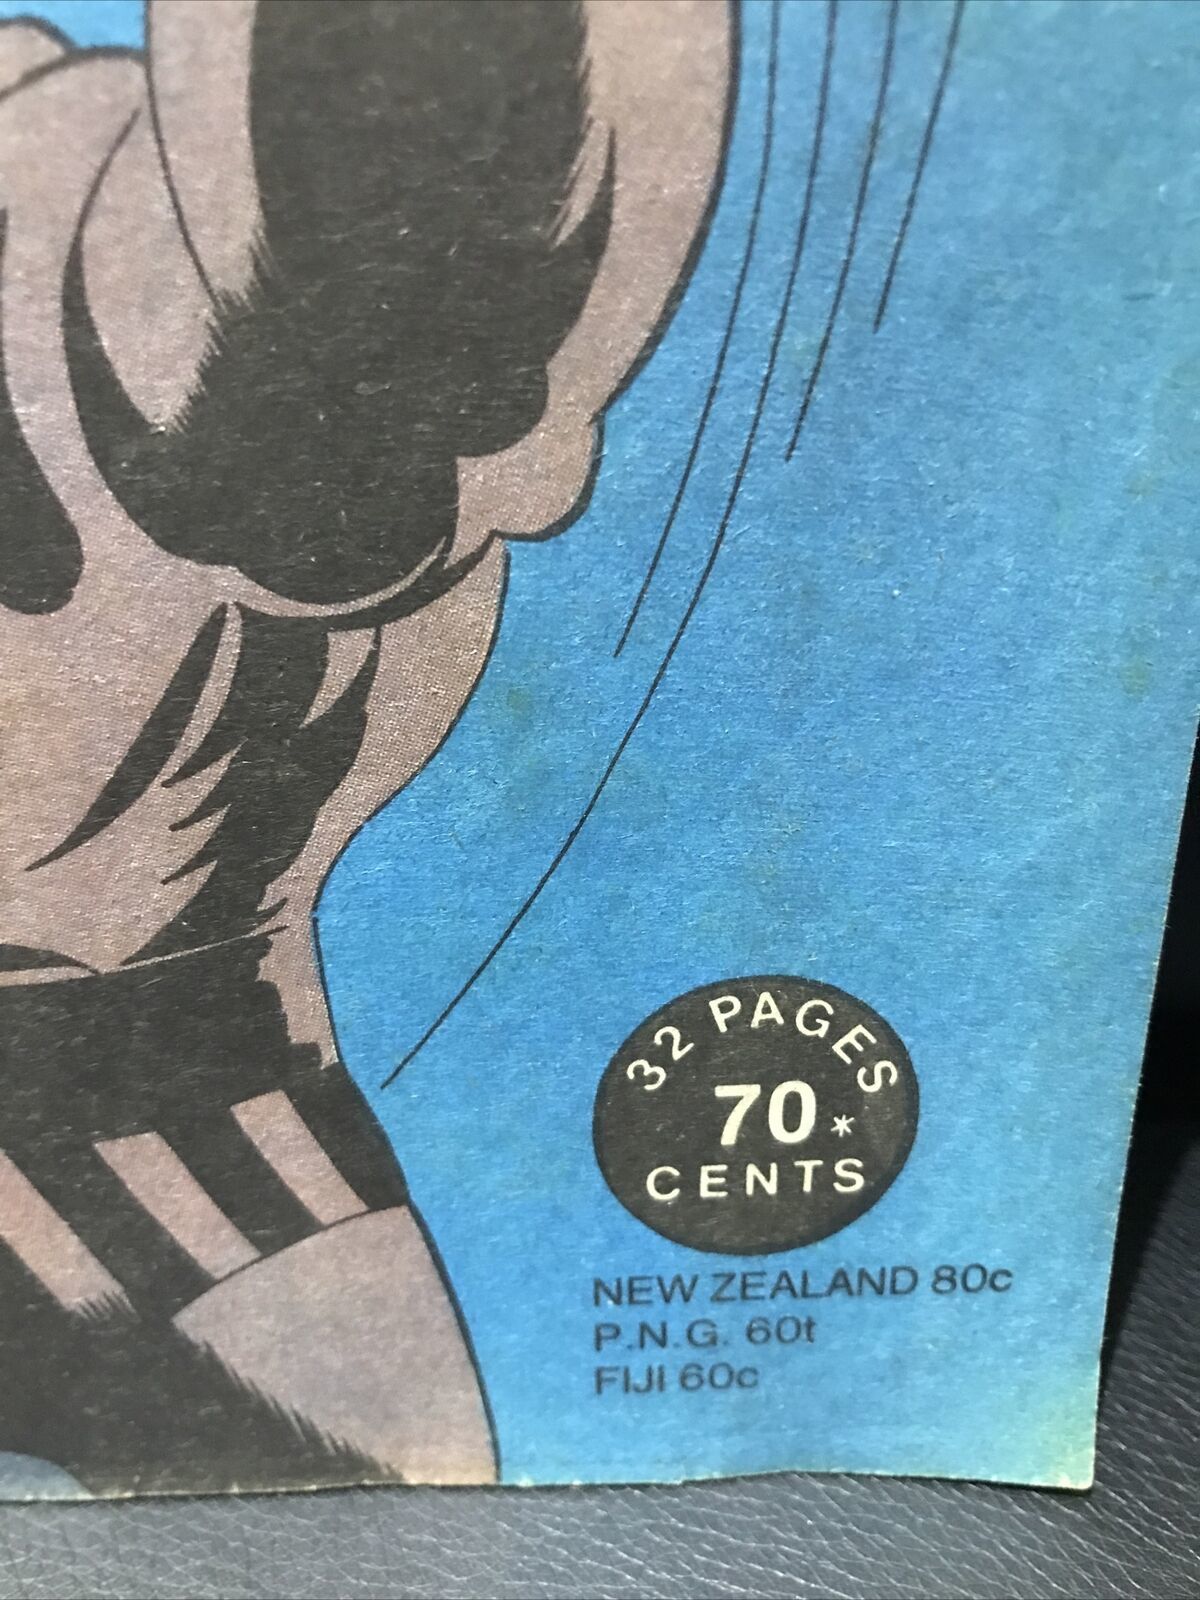 32 PAGES
70*
CENTS
NEW ZEALAND 80c
P.N.G. 60t
FIJI 60c